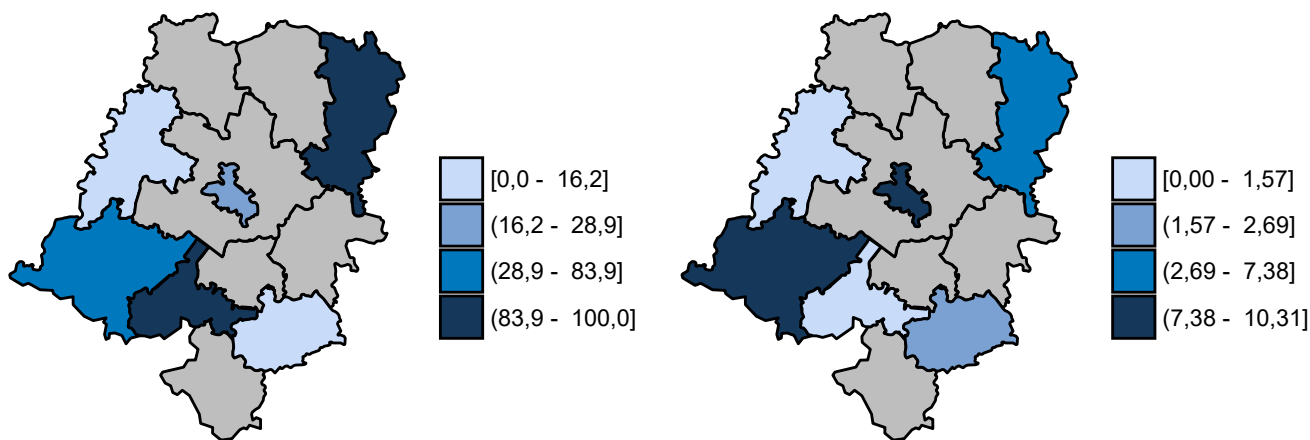 [0,0 -  16,2]
(16,2 -  28,9]
(28,9 -  83,9]
(83,9 -  100,0]
[0,00 -  1,57]
(1,57 -  2,69]
(2,69 -  7,38]
(7,38 -  10,31]